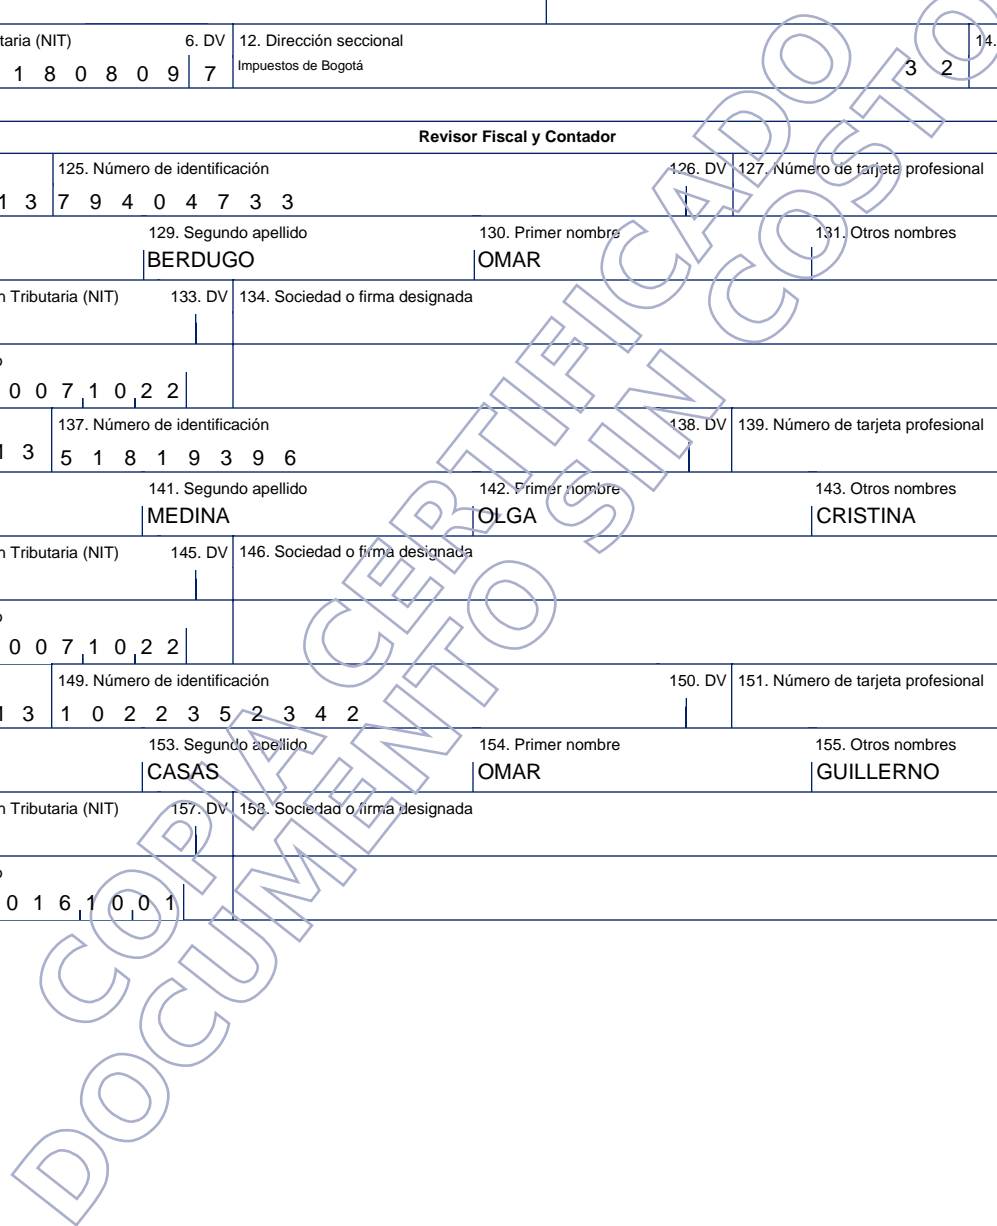 taria (NIT) 6. DV 12. Dirección seccional 14.
1 8 0 8 0 9 7 Impuestos de Bogotá 3 2
Revisor Fiscal y Contador
125. Número de identificación 126. DV 127. Número de tarjeta profesional
1 3 7 9 4 0 4 7 3 3
129. Segundo apellido 130. Primer nombre 131. Otros nombres
BERDUGO OMAR
n Tributaria (NIT) 133. DV 134. Sociedad o firma designada
o
0 0 7 1 0 2 2
137. Número de identificación 138. DV 139. Número de tarjeta profesional
1 3 5 1 8 1 9 3 9 6
141. Segundo apellido 142. Primer nombre 143. Otros nombres
MEDINA OLGA CRISTINA
n Tributaria (NIT) 145. DV 146. Sociedad o firma designada
o
0 0 7 1 0 2 2
149. Número de identificación 150. DV 151. Número de tarjeta profesional
1 3 1 0 2 2 3 5 2 3 4 2
153. Segundo apellido 154. Primer nombre 155. Otros nombres
CASAS OMAR GUILLERNO
n Tributaria (NIT) 157. DV 158. Sociedad o firma designada
o
0 1 6 1 0 0 1
COPIA CERTIFICADO
DOCUMENTO SIN COSTO